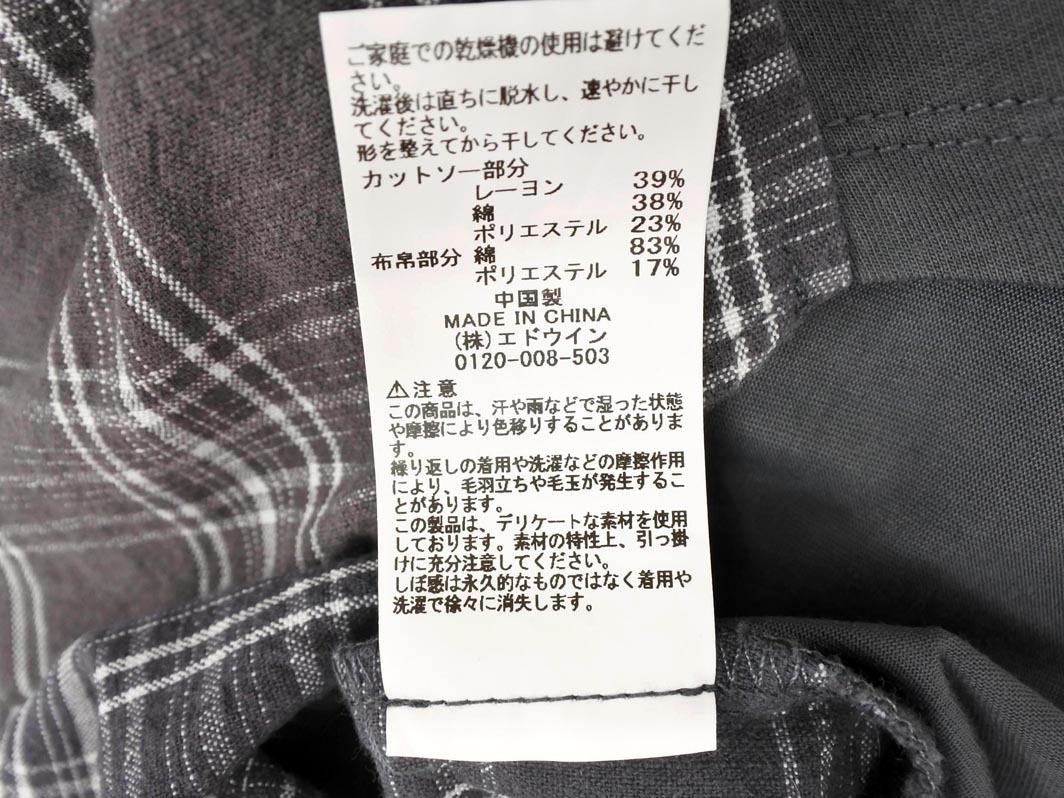 ご家庭での乾燥機の使用は避けてくだ
さい。
洗濯後は直ちに脱水し、速やかに干し
てください。
形を整えてから干してください。
カットソー部分
レーヨン 39%
綿 38%
ポリエステル 23%
布帛部分 綿 83%
ポリエステル 17%
中国製
MADE IN CHINA
(株)エドウイン
0120-008-503
⚠注意
この商品は、汗や雨などで湿った状態
や摩擦により色移りすることがありま
す。
繰り返しの着用や洗濯などの摩擦作用
により、毛羽立ちや毛玉が発生するこ
とがあります。
この製品は、デリケートな素材を使用
しております。素材の特性上、引っ掛
けに充分注意してください。
しぼ感は永久的なものではなく着用や
洗濯で徐々に消失します。